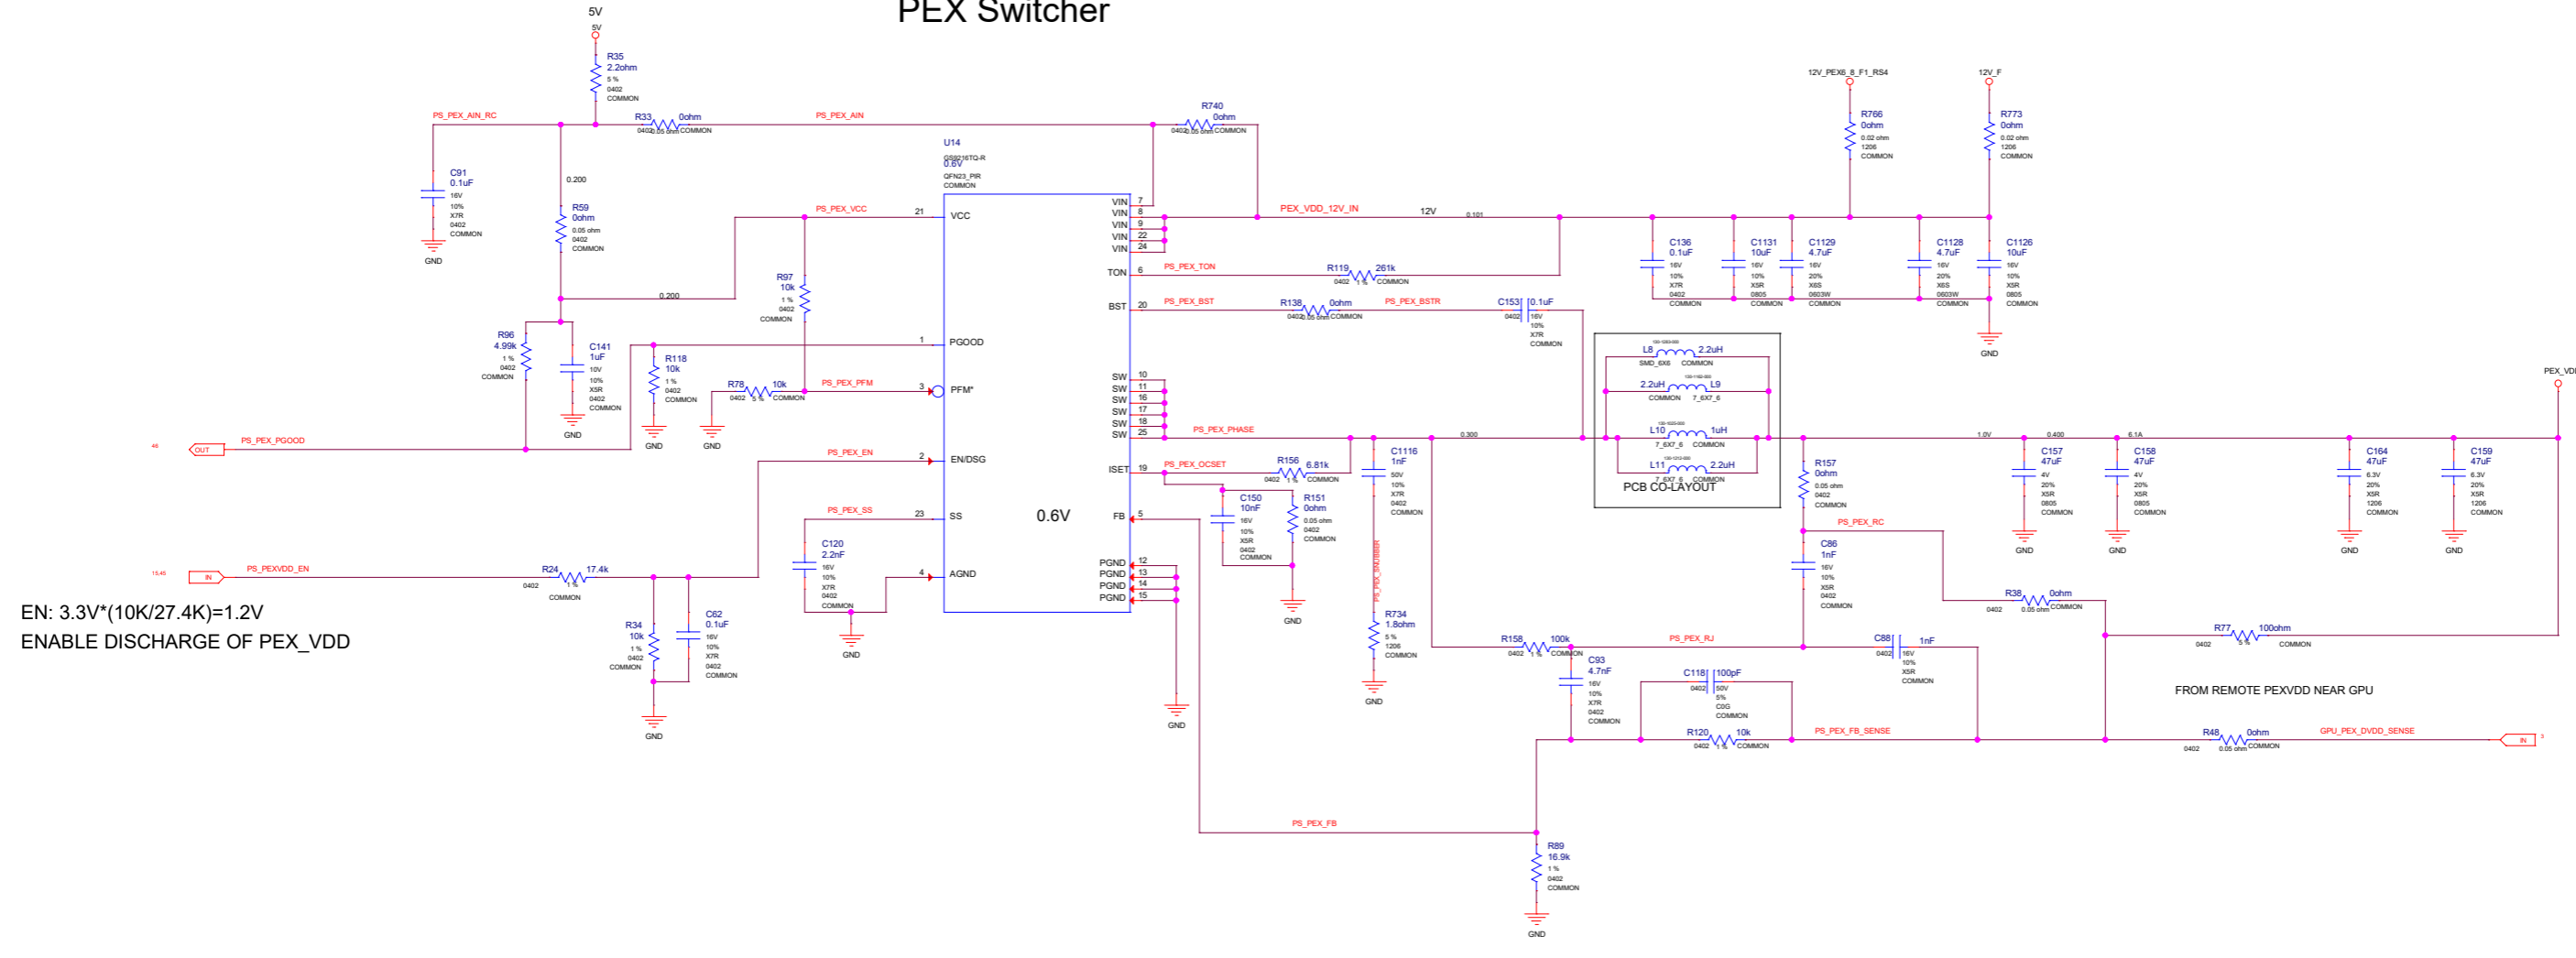 PEX Switcher
5V
5V
R35
2.2ohm
5 %
0402
COMMON
PS_PEX_AIN_RC
R33
0ohm
0402
0.05 ohm
COMMON
PS_PEX_AIN
R740
0ohm
0402
0.05 ohm
COMMON
C91
0.1uF
16V
10%
X7R
0402
COMMON
GND
0.200
R59
0ohm
0.05 ohm
0402
COMMON
0.200
PS_PEX_VCC
R97
10k
1 %
0402
COMMON
R96
4.99k
1 %
0402
COMMON
C141
1uF
10V
10%
X5R
0402
COMMON
GND
R118
10k
1 %
0402
COMMON
GND
R78
10k
0402
5 %
COMMON
GND
PS_PEX_PFM
46
OUT
PS_PEX_PGOOD
PS_PEX_EN
PS_PEX_SS
C120
2.2nF
16V
10%
X7R
0402
COMMON
GND
15,45
IN
PS_PEXVDD_EN
R24
17.4k
0402
1 %
COMMON
R34
10k
1 %
0402
COMMON
C62
0.1uF
16V
10%
X7R
0402
COMMON
GND
EN: 3.3V*(10K/27.4K)=1.2V
ENABLE DISCHARGE OF PEX_VDD
U14
GS9216TQ-R
0.6V
QFN23_PIR
COMMON
21 VCC
1 PGOOD
3 PFM*
2 EN/DSG
23 SS
4 AGND
0.6V
VIN 7
VIN 8
VIN 9
VIN 22
VIN 24
TON 6
BST 20
SW 10
SW 11
SW 16
SW 17
SW 18
SW 25
ISET 19
FB 5
PGND 12
PGND 13
PGND 14
PGND 15
GND
PEX_VDD_12V_IN
12V
0.101
12V_PEX6_8_F1_RS4
R766
0ohm
0.02 ohm
1206
COMMON
12V_F
R773
0ohm
0.02 ohm
1206
COMMON
C136
0.1uF
16V
10%
X7R
0402
COMMON
C1131
10uF
16V
10%
X5R
0805
COMMON
C1129
4.7uF
16V
20%
X6S
0603W
COMMON
C1128
4.7uF
16V
20%
X6S
0603W
COMMON
C1126
10uF
16V
10%
X5R
0805
COMMON
GND
PS_PEX_TON
R119
261k
0402
1 %
COMMON
PS_PEX_BST
R138
0ohm
0402
0.05 ohm
COMMON
PS_PEX_BSTR
C153
0.1uF
0402
16V
10%
X7R
COMMON
L8
2.2uH
SMD_6X6
COMMON
2.2uH
L9
COMMON
7_6X7_6
L10
1uH
7_6X7_6
COMMON
L11
2.2uH
7_6X7_6
COMMON
PCB CO-LAYOUT
PS_PEX_PHASE
0.300
PS_PEX_OCSET
R156
6.81k
0402
1 %
COMMON
C150
10nF
16V
10%
X5R
0402
COMMON
R151
0ohm
0.05 ohm
0402
COMMON
GND
C1116
1nF
50V
10%
X7R
0402
COMMON
PS_PEX_SNUBBER
R734
1.8ohm
5 %
1206
COMMON
GND
R157
0ohm
0.05 ohm
0402
COMMON
PS_PEX_RC
C86
1nF
16V
10%
X5R
0402
COMMON
1.0V
0.400
6.1A
C157
47uF
4V
20%
X5R
0805
COMMON
GND
C158
47uF
4V
20%
X5R
0805
COMMON
GND
C164
47uF
6.3V
20%
X5R
1206
COMMON
GND
C159
47uF
6.3V
20%
X5R
1206
COMMON
GND
R38
0ohm
0402
0.05 ohm
COMMON
R77
100ohm
0402
5 %
COMMON
R158
100k
0402
1 %
COMMON
PS_PEX_RJ
C88
1nF
0402
16V
10%
X5R
COMMON
C93
4.7nF
16V
10%
X7R
0402
COMMON
C118
100pF
0402
50V
5%
C0G
COMMON
R120
10k
0402
1 %
COMMON
PS_PEX_FB_SENSE
FROM REMOTE PEXVDD NEAR GPU
R48
0ohm
0402
0.05 ohm
COMMON
GPU_PEX_DVDD_SENSE
IN
3
PS_PEX_FB
R89
16.9k
1 %
0402
COMMON
GND